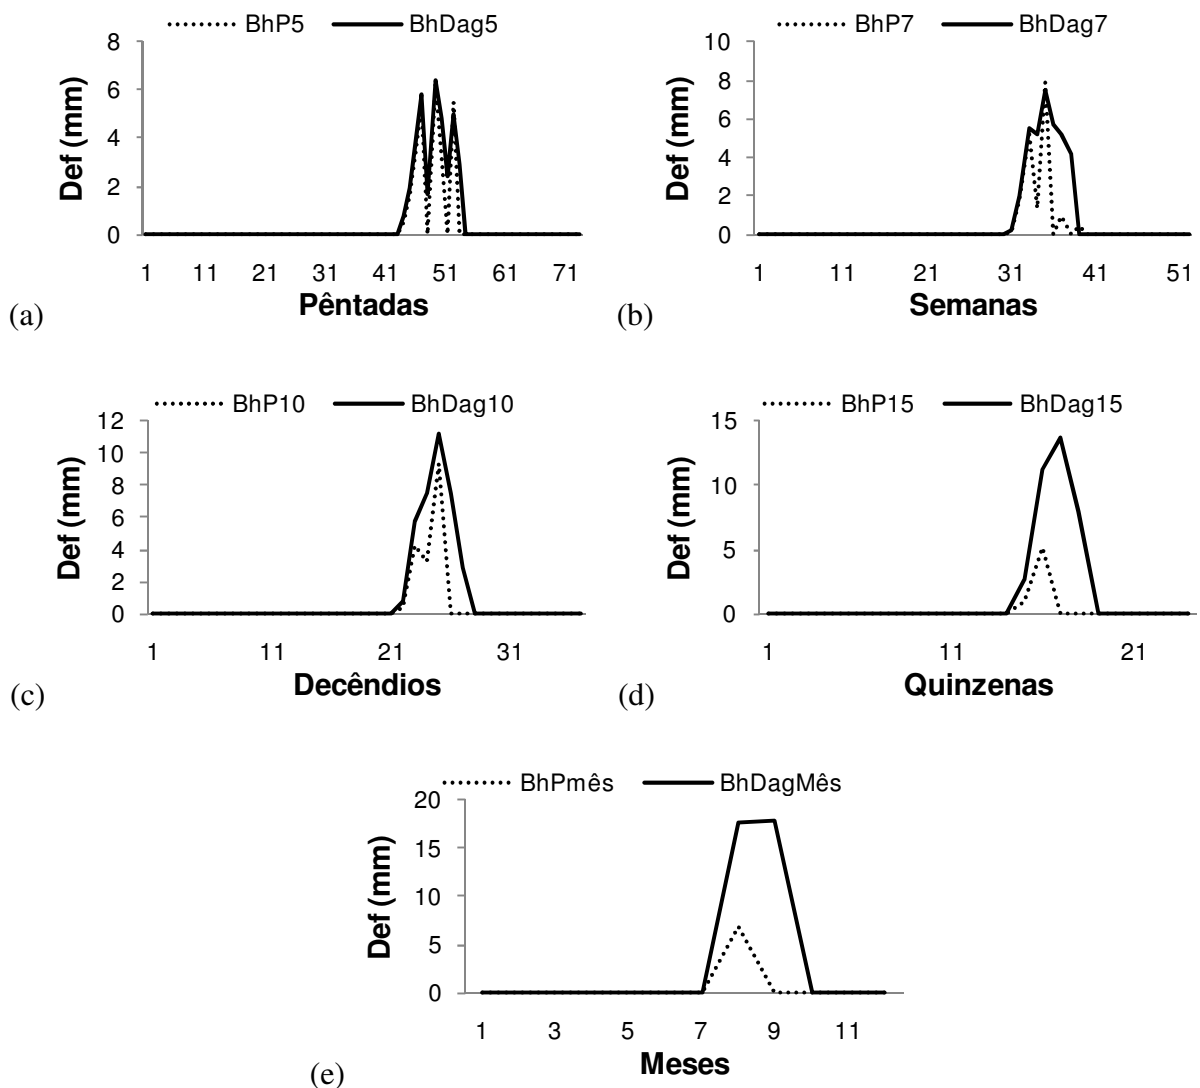 BhP5 BhDag5
8
6
4
2
0
Def (mm)
1 11 21 31 41 51 61 71
Pêntadas
(a)
BhP7 BhDag7
10
8
6
4
2
0
Def (mm)
1 11 21 31 41 51
Semanas
(b)
BhP10 BhDag10
12
10
8
6
4
2
0
Def (mm)
1 11 21 31
Decêndios
(c)
BhP15 BhDag15
15
10
5
0
Def (mm)
1 11 21
Quinzenas
(d)
BhPmês BhDagMês
20
15
10
5
0
Def (mm)
1 3 5 7 9 11
Meses
(e)